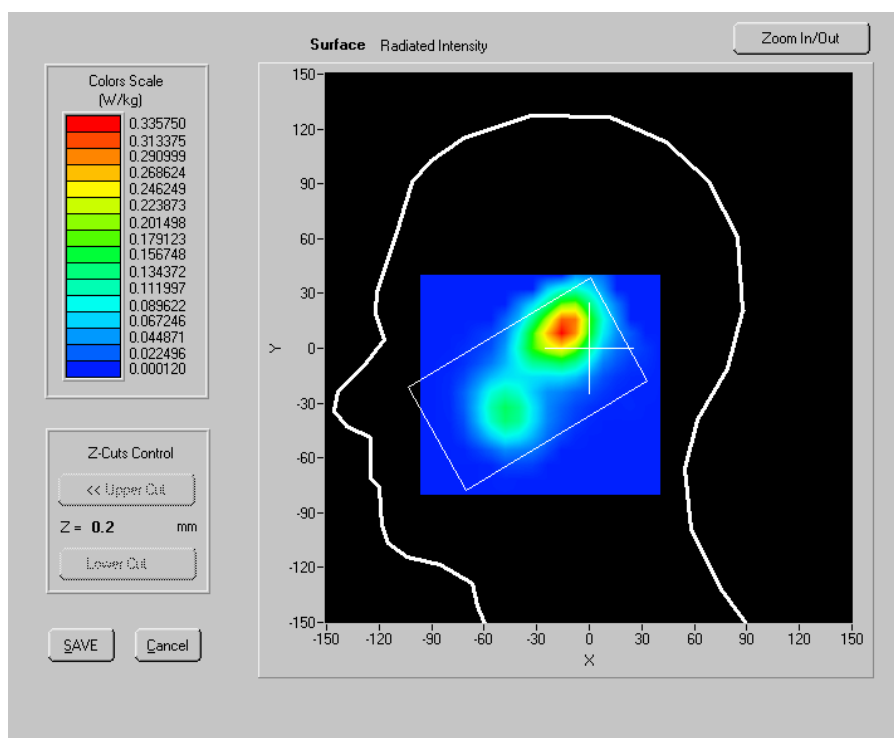 Surface Radiated Intensity
Zoom In/Out
Colors Scale
(W/kg)
0.335750
0.313375
0.290999
0.268624
0.246249
0.223873
0.201498
0.179123
0.156748
0.134372
0.111997
0.089622
0.067246
0.044871
0.022496
0.000120
Z-Cuts Control
<< Upper Cut
Z = 0.2 mm
Lower Cut
SAVE Cancel
150
120
90
60
30
0
-30
-60
-90
-120
-150
Y
-150 -120 -90 -60 -30 0 30 60 90 120 150
X